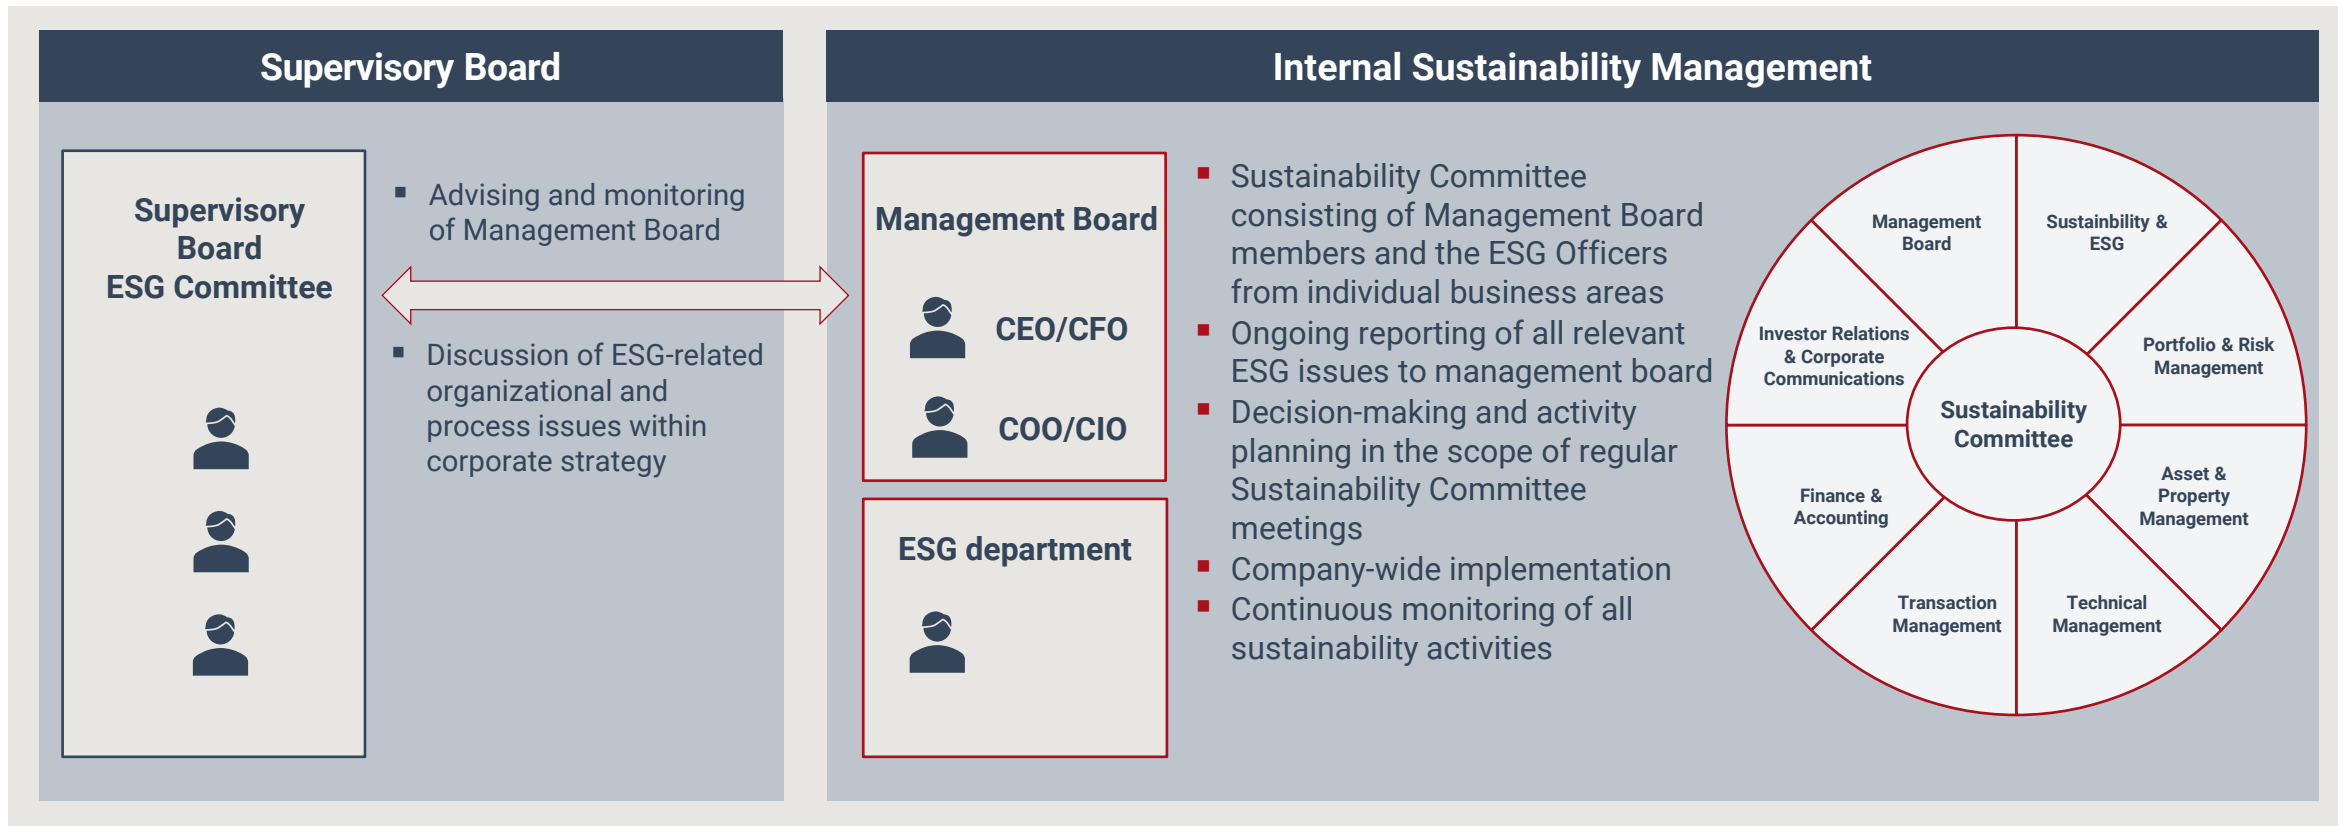 Supervisory Board
Supervisory
Board
ESG Committee
Advising and monitoring
of Management Board
Discussion of ESG-related
organizational and
process issues within
corporate strategy
Internal Sustainability Management
Management Board
CEO/CFO
COO/CIO
ESG department
Sustainability Committee
consisting of Management Board
members and the ESG Officers
from individual business areas
Ongoing reporting of all relevant
ESG issues to management board
Decision-making and activity
planning in the scope of regular
Sustainability Committee
meetings
Company-wide implementation
Continuous monitoring of all
sustainability activities
Management
Board
Sustainbility &
ESG
Portfolio & Risk
Management
Asset &
Property
Management
Technical
Management
Transaction
Management
Finance &
Accounting
Investor Relations
& Corporate
Communications
Sustainability
Committee